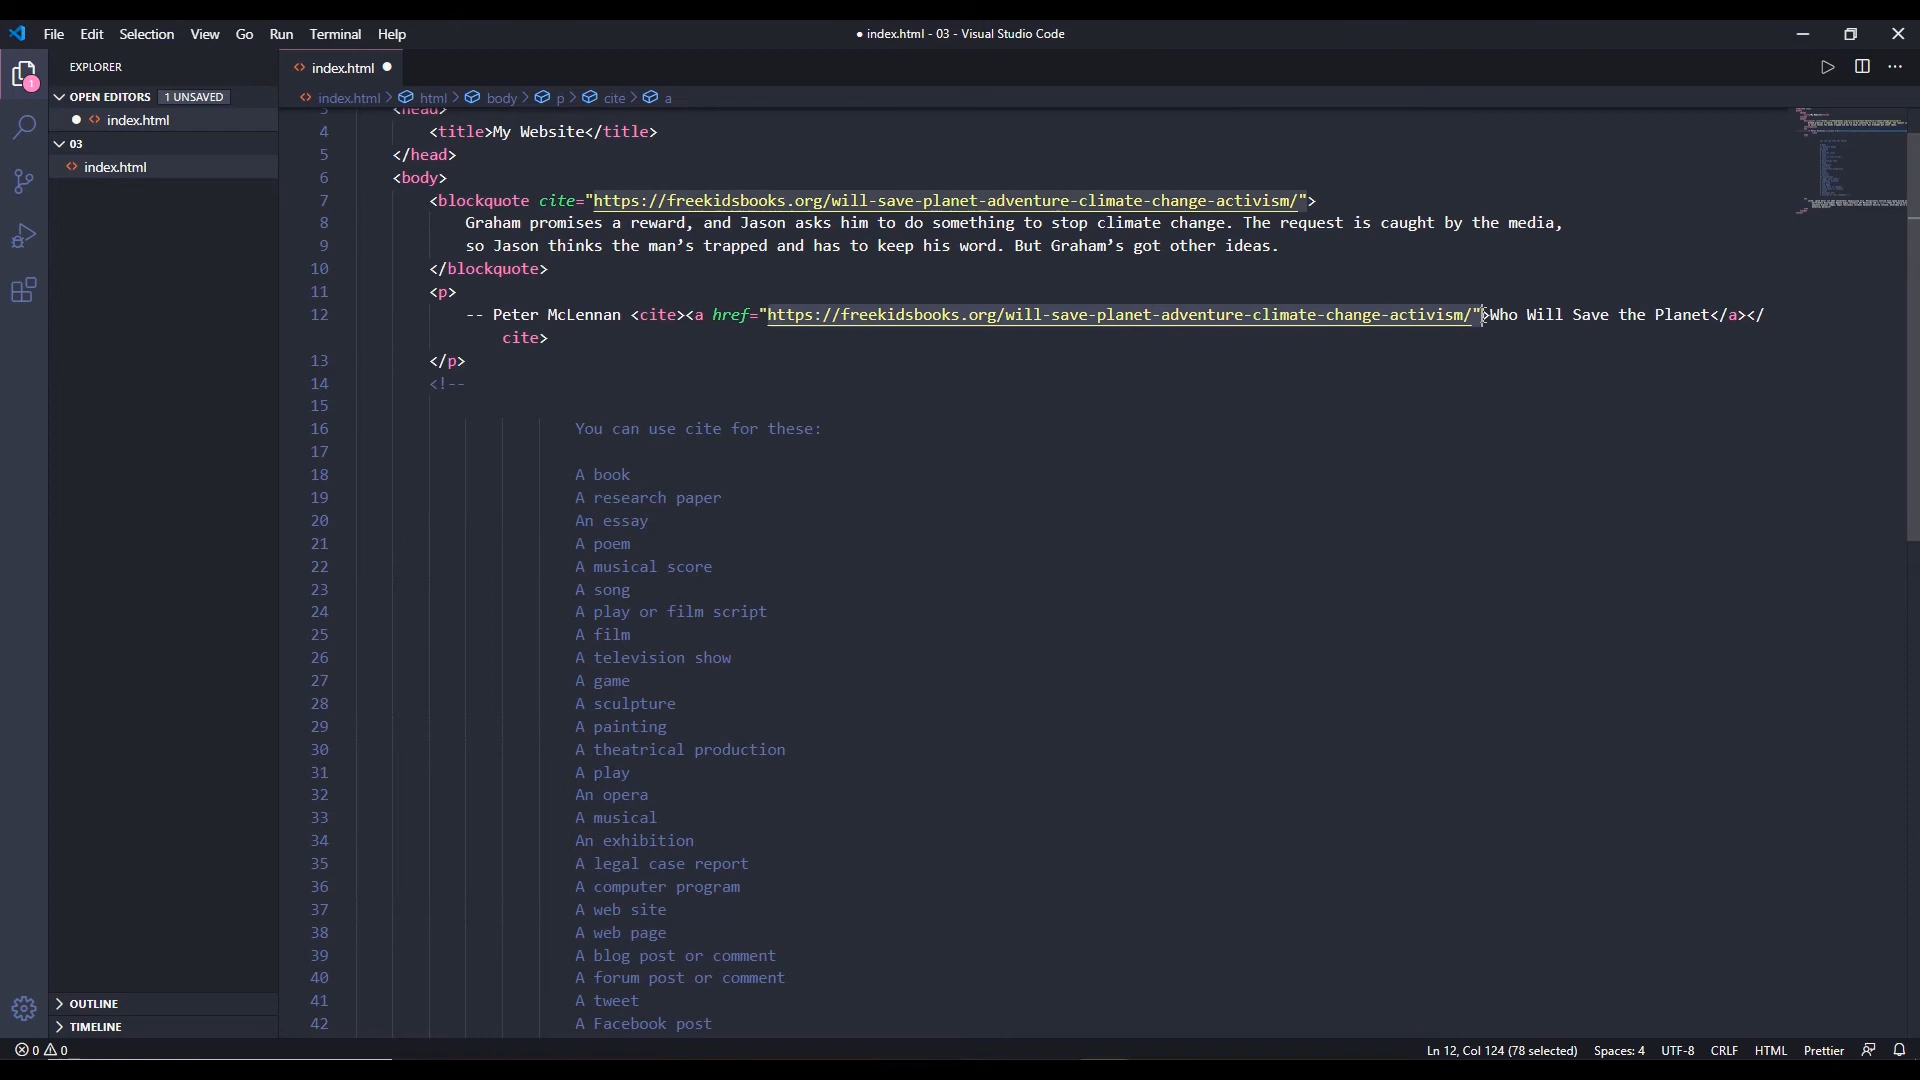 File Edit Selection View Go Run Terminal Help
● index.html - 03 - Visual Studio Code
EXPLORER
1
OPEN EDITORS 1 UNSAVED
● index.html
03
index.html
index.html ●
index.html > html > body > p > cite > a
3 <head>
4 <title>My Website</title>
5 </head>
6 <body>
7 <blockquote cite="https://freekidsbooks.org/will-save-planet-adventure-climate-change-activism/">
8 Graham promises a reward, and Jason asks him to do something to stop climate change. The request is caught by the media,
9 so Jason thinks the man’s trapped and has to keep his word. But Graham’s got other ideas.
10 </blockquote>
11 <p>
12 -- Peter McLennan <cite><a href="https://freekidsbooks.org/will-save-planet-adventure-climate-change-activism/">Who Will Save the Planet</a></
cite>
13 </p>
14 <!--
15
16 You can use cite for these:
17
18 A book
19 A research paper
20 An essay
21 A poem
22 A musical score
23 A song
24 A play or film script
25 A film
26 A television show
27 A game
28 A sculpture
29 A painting
30 A theatrical production
31 A play
32 An opera
33 A musical
34 An exhibition
35 A legal case report
36 A computer program
37 A web site
38 A web page
39 A blog post or comment
40 A forum post or comment
41 A tweet
42 A Facebook post
OUTLINE
TIMELINE
0 0
Ln 12, Col 124 (78 selected) Spaces: 4 UTF-8 CRLF HTML Prettier